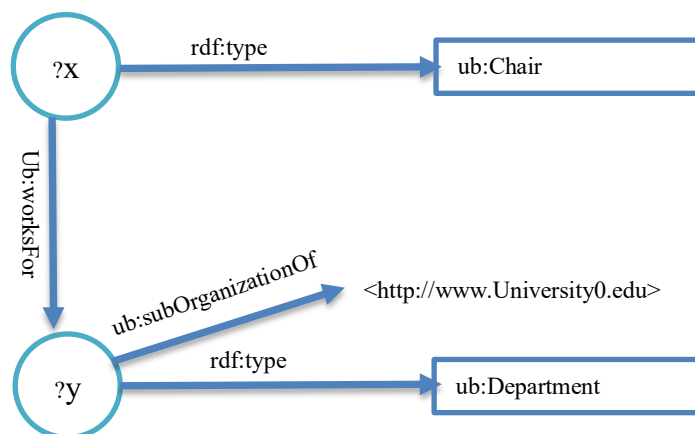 rdf:type
?x
ub:Chair
Ub:worksFor
ub:subOrganizationOf
<http://www.University0.edu>
rdf:type
?y
ub:Department